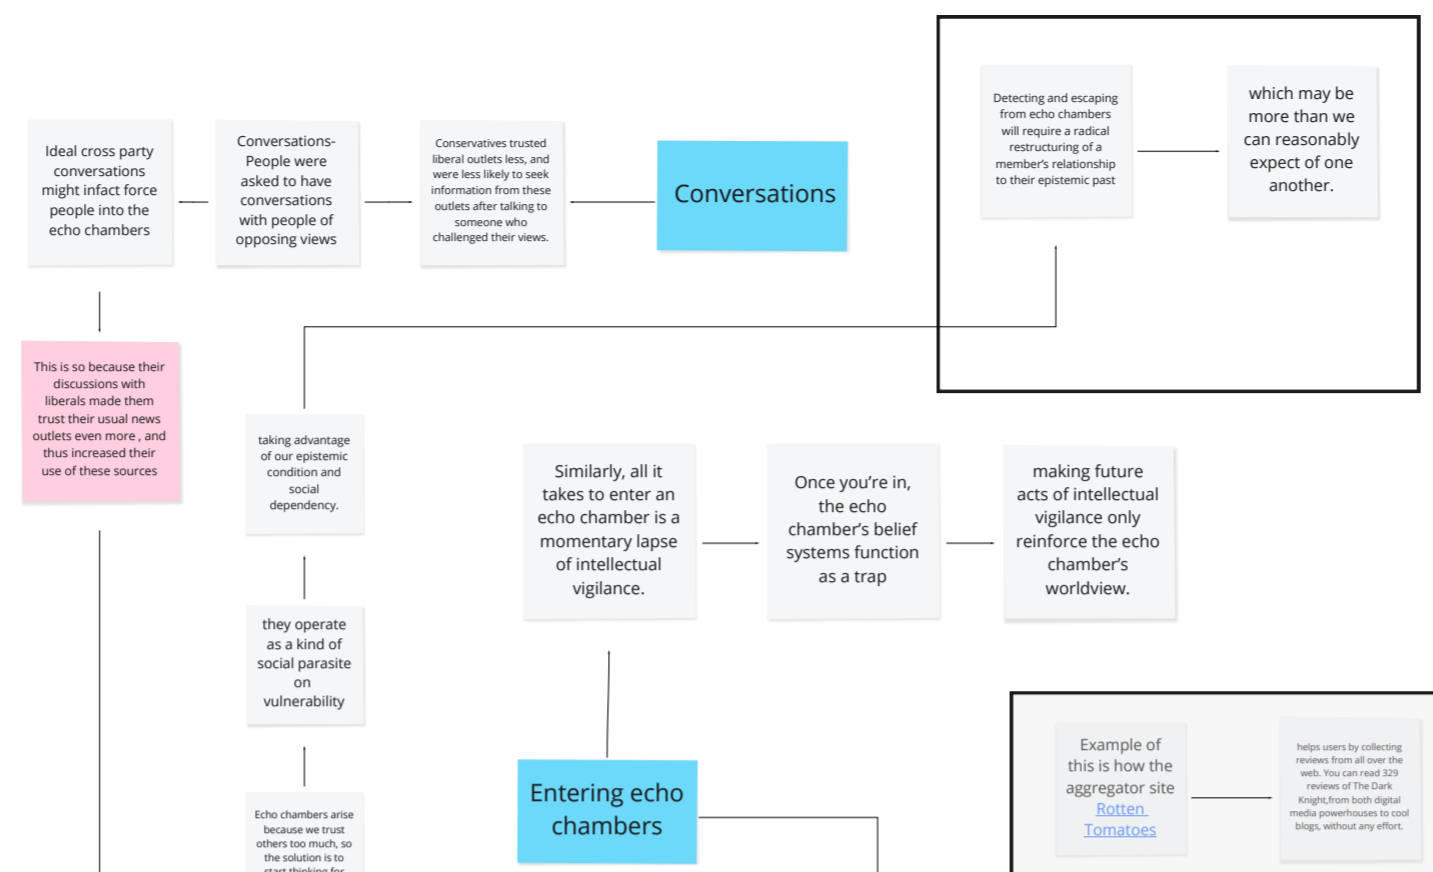 Ideal cross party
conversations
might infact force
people into the
echo chambers
Conversations-
People were
asked to have
conversations
with people of
opposing views
Conservatives trusted
liberal outlets less, and
were less likely to seek
information from these
outlets after talking to
someone who
challenged their views.
Conversations
Detecting and escaping
from echo chambers
will require a radical
restructuring of a
member's relationship
to their epistemic past
which may be
more than we
can reasonably
expect of one
another.
This is so because their
discussions with
liberals made them
trust their usual news
outlets even more , and
thus increased their
use of these sources
taking advantage
of our epistemic
condition and
social
dependency.
Similarly, all it
takes to enter an
echo chamber is a
momentary lapse
of intellectual
vigilance.
Once you're in,
the echo
chamber's belief
systems function
as a trap
making future
acts of intellectual
vigilance only
reinforce the echo
chamber's
worldview.
they operate
as a kind of
social parasite
on
vulnerability
Entering echo
chambers
Example of
this is how the
aggregator site
Rotten
Tomatoes
helps users by collecting
reviews from all over the
web. You can read 329
reviews of The Dark
Knight,from both digital
media powerhouses to cool
blogs, without any effort.
Echo chambers arise
because we trust
others too much, so
the solution is to
start thinking for